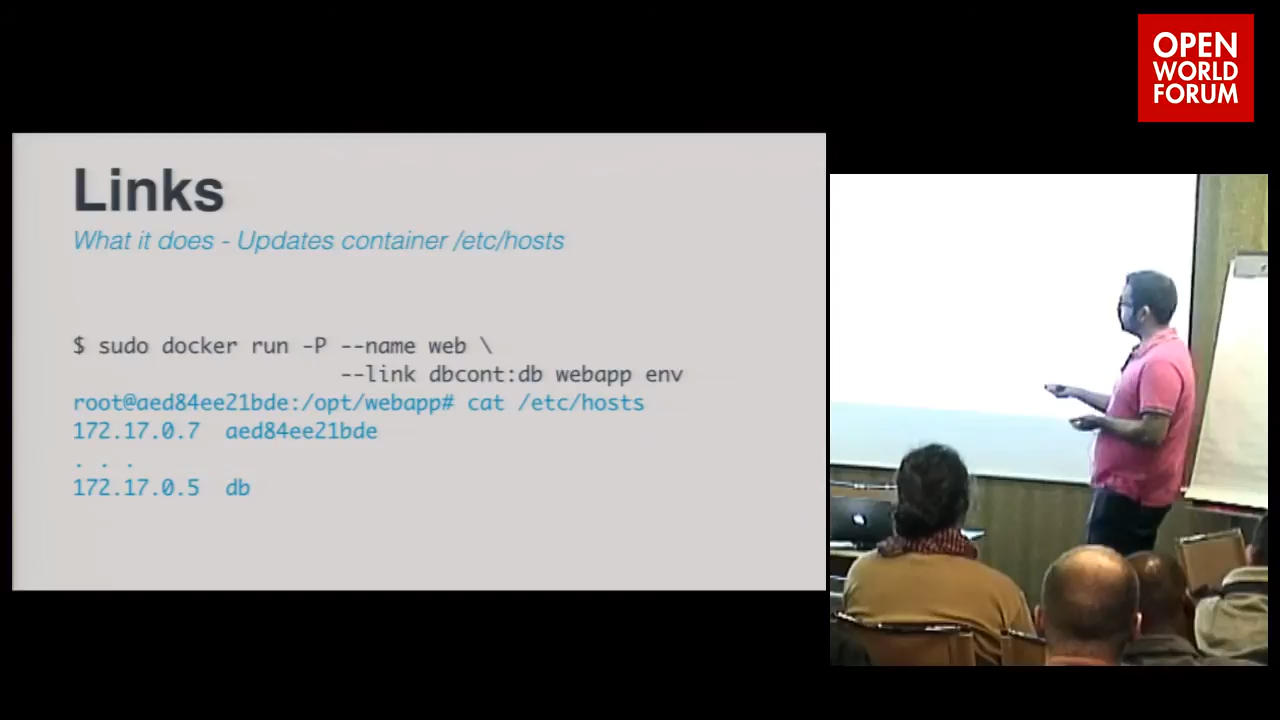 OPEN
WORLD
FORUM
Links
What it does - Updates container /etc/hosts
$ sudo docker run -P --name web \
--link dbcont:db webapp env
root@aed84ee21bde:/opt/webapp# cat /etc/hosts
172.17.0.7  aed84ee21bde
. . .
172.17.0.5  db